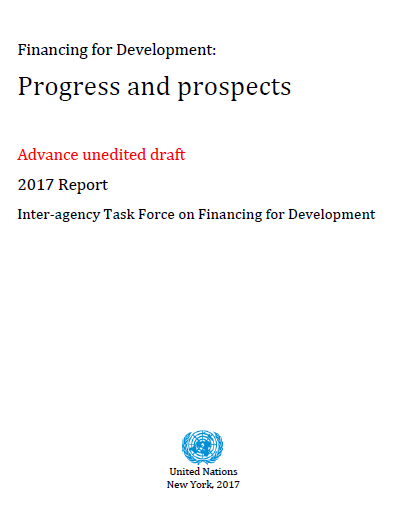 Financing for Development:
Progress and prospects
Advance unedited draft
2017 Report
Inter-agency Task Force on Financing for Development
United Nations
New York, 2017